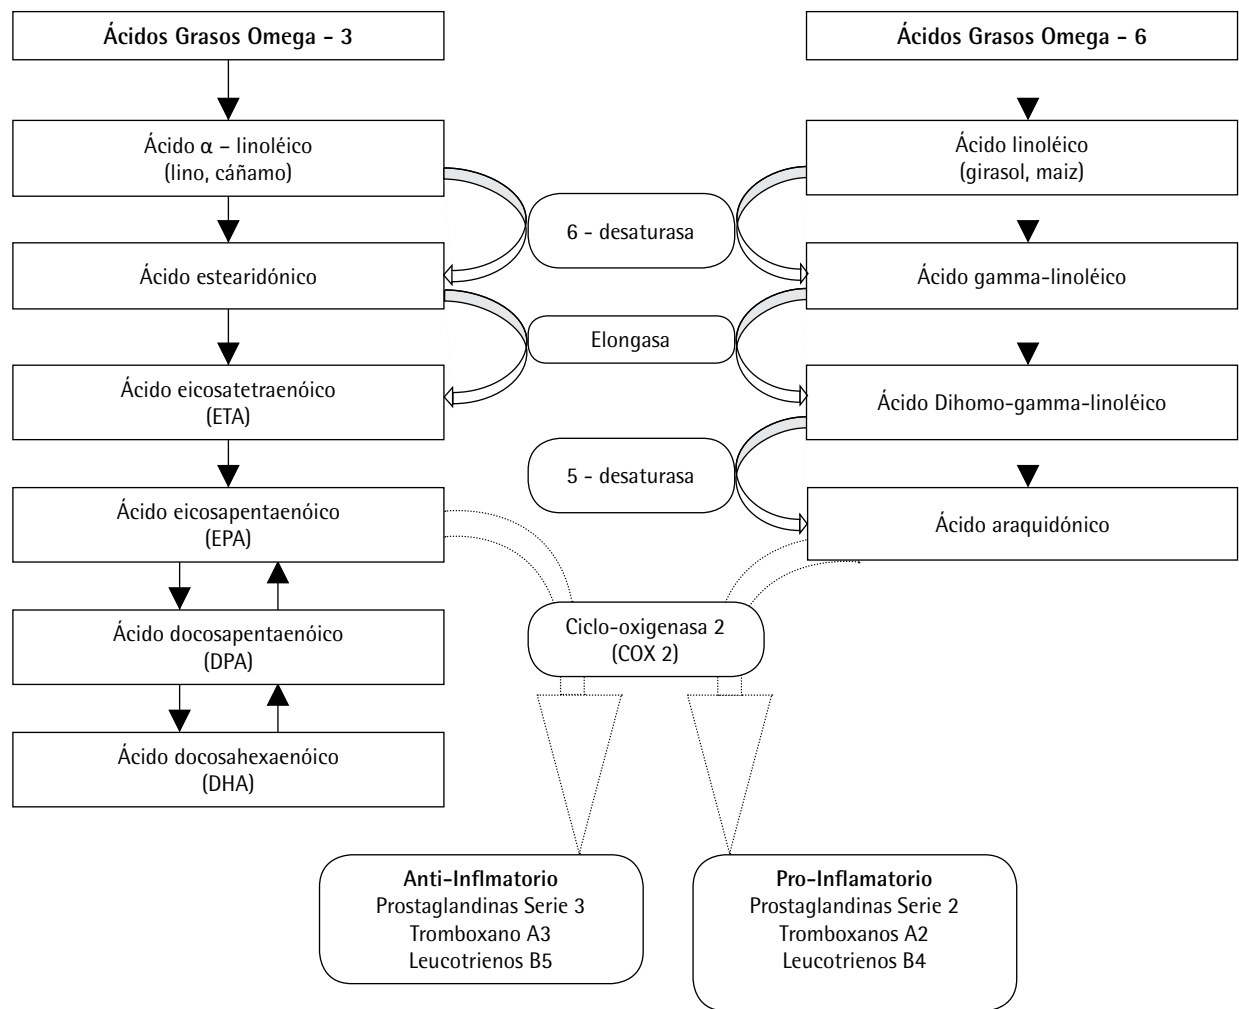 Ácidos Grasos Omega - 3
Ácido α – linoléico
(lino, cáñamo)
Ácido estearidónico
Ácido eicosatetraenóico
(ETA)
Ácido eicosapentaenóico
(EPA)
Ácido docosapentaenóico
(DPA)
Ácido docosahexaenóico
(DHA)
6 - desaturasa
Elongasa
5 - desaturasa
Ciclo-oxigenasa 2
(COX 2)
Ácidos Grasos Omega - 6
Ácido linoléico
(girasol, maiz)
Ácido gamma-linoléico
Ácido Dihomo-gamma-linoléico
Ácido araquidónico
Anti-Inflmatorio
Prostaglandinas Serie 3
Tromboxano A3
Leucotrienos B5
Pro-Inflamatorio
Prostaglandinas Serie 2
Tromboxanos A2
Leucotrienos B4